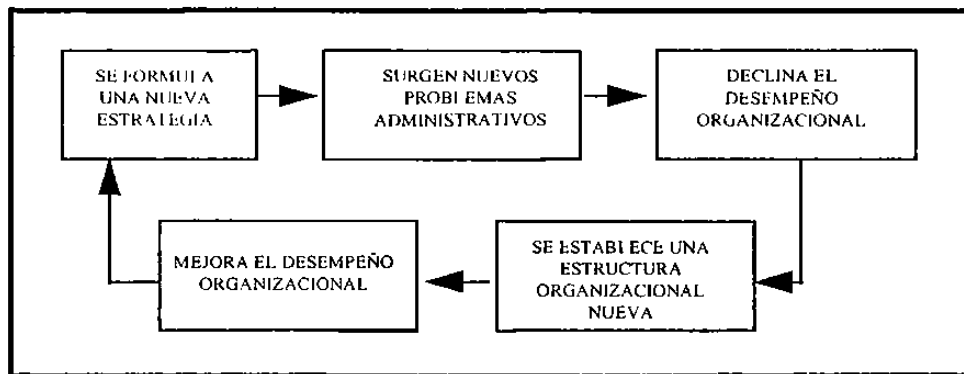 SE FORMULA
UNA NUEVA
ESTRATEGIA
SURGEN NUEVOS
PROBLEMAS
ADMINISTRATIVOS
DECLINA EL
DESEMPEÑO
ORGANIZACIONAL
MEJORA EL DESEMPEÑO
ORGANIZACIONAL
SE ESTABLECE UNA
ESTRUCTURA
ORGANIZACIONAL
NUEVA